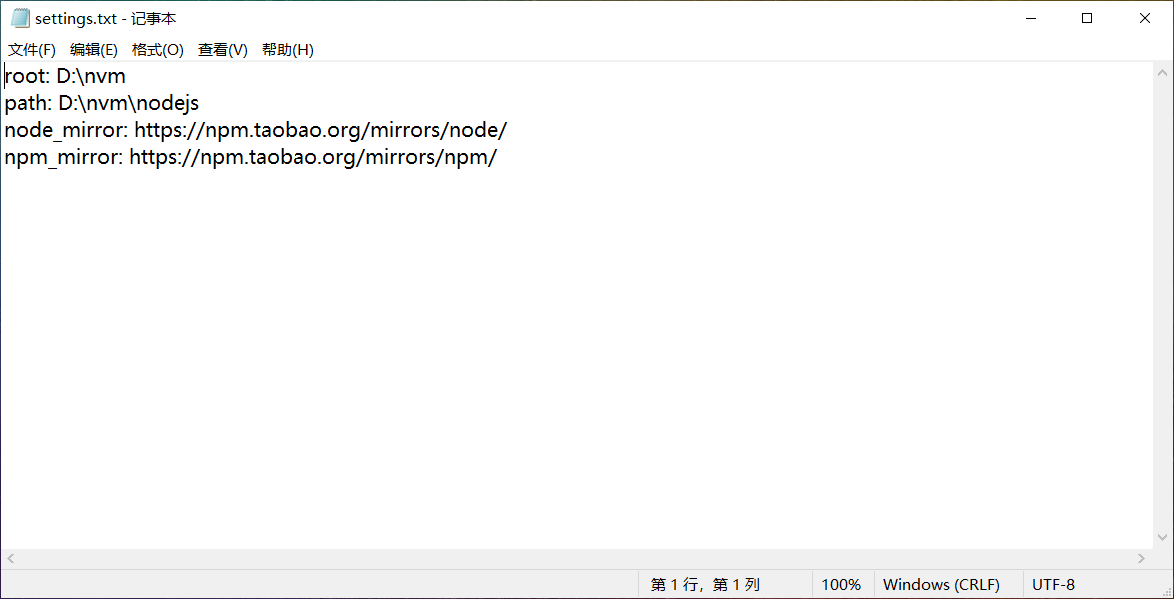 settings.txt - 记事本
文件(F) 编辑(E) 格式(O) 查看(V) 帮助(H)
root: D:\nvm
path: D:\nvm\nodejs
node_mirror: https://npm.taobao.org/mirrors/node/
npm_mirror: https://npm.taobao.org/mirrors/npm/
第 1 行，第 1 列 100% Windows (CRLF) UTF-8